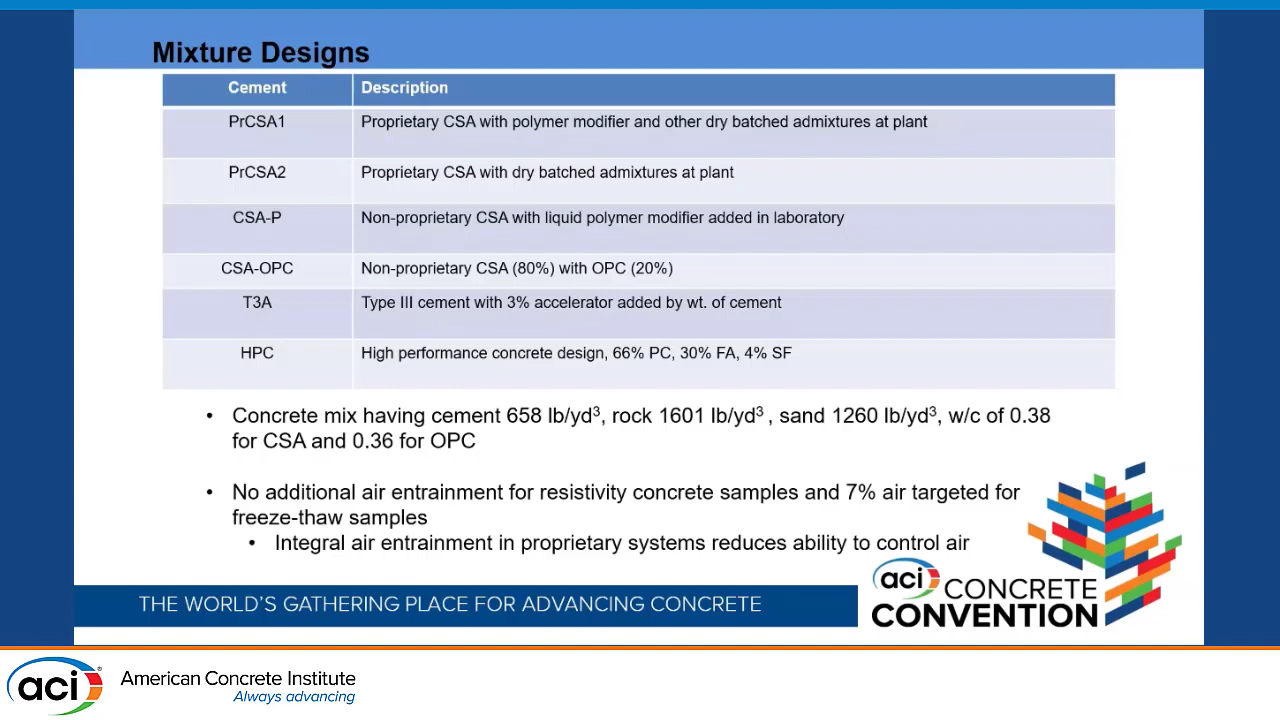 Mixture Designs
Cement Description
PrCSA1 Proprietary CSA with polymer modifier and other dry batched admixtures at plant
PrCSA2 Proprietary CSA with dry batched admixtures at plant
CSA-P Non-proprietary CSA with liquid polymer modifier added in laboratory
CSA-OPC Non-proprietary CSA (80%) with OPC (20%)
T3A Type III cement with 3% accelerator added by wt. of cement
HPC High performance concrete design, 66% PC, 30% FA, 4% SF
• Concrete mix having cement 658 lb/yd³, rock 1601 lb/yd³ , sand 1260 lb/yd³, w/c of 0.38
for CSA and 0.36 for OPC
• No additional air entrainment for resistivity concrete samples and 7% air targeted for
freeze-thaw samples
• Integral air entrainment in proprietary systems reduces ability to control air
THE WORLD'S GATHERING PLACE FOR ADVANCING CONCRETE
aci CONCRETE
CONVENTION
aci® American Concrete Institute
Always advancing